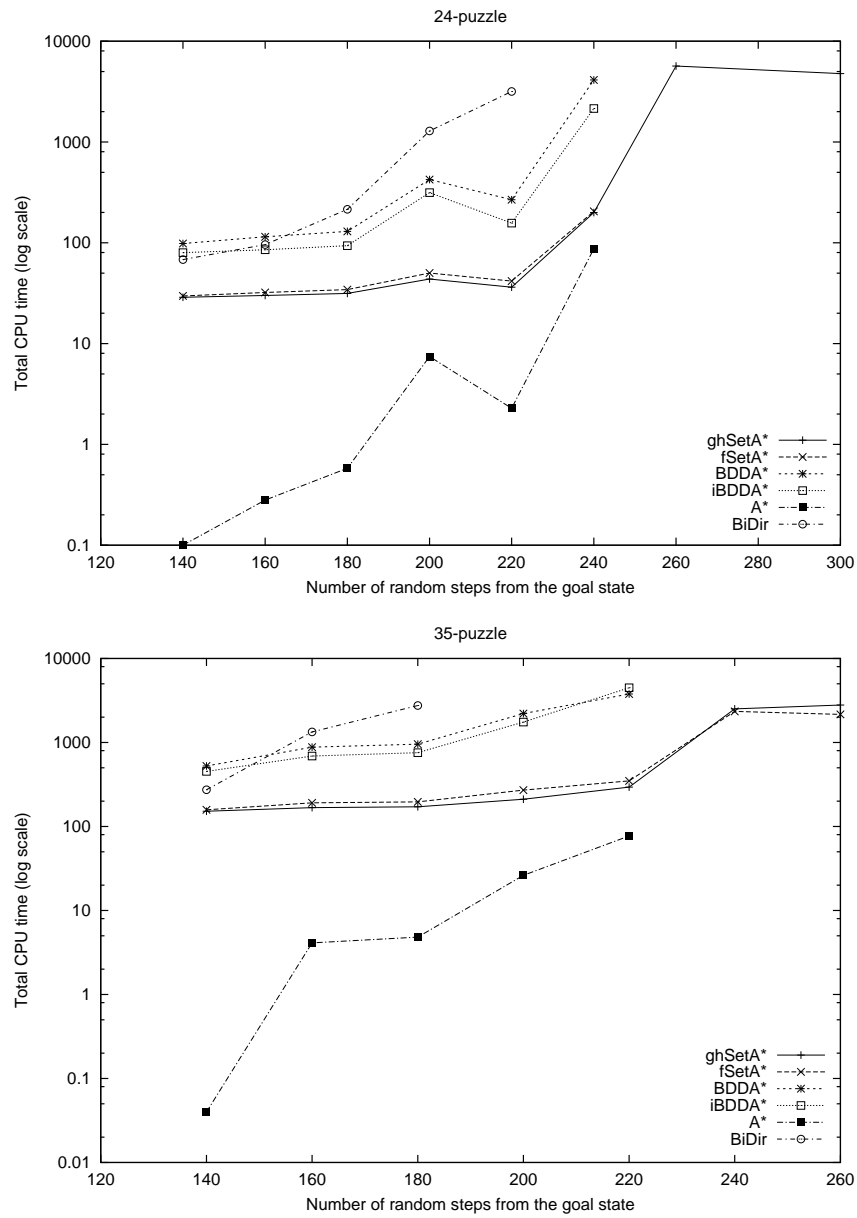 24-puzzle
10000
1000
100
10
1
0.1
Total CPU time (log scale)
ghSetA*
fSetA*
BDDA*
iBDDA*
A*
BiDir
120 140 160 180 200 220 240 260 280 300
Number of random steps from the goal state
35-puzzle
10000
1000
100
10
1
0.1
0.01
Total CPU time (log scale)
ghSetA*
fSetA*
BDDA*
iBDDA*
A*
BiDir
120 140 160 180 200 220 240 260
Number of random steps from the goal state